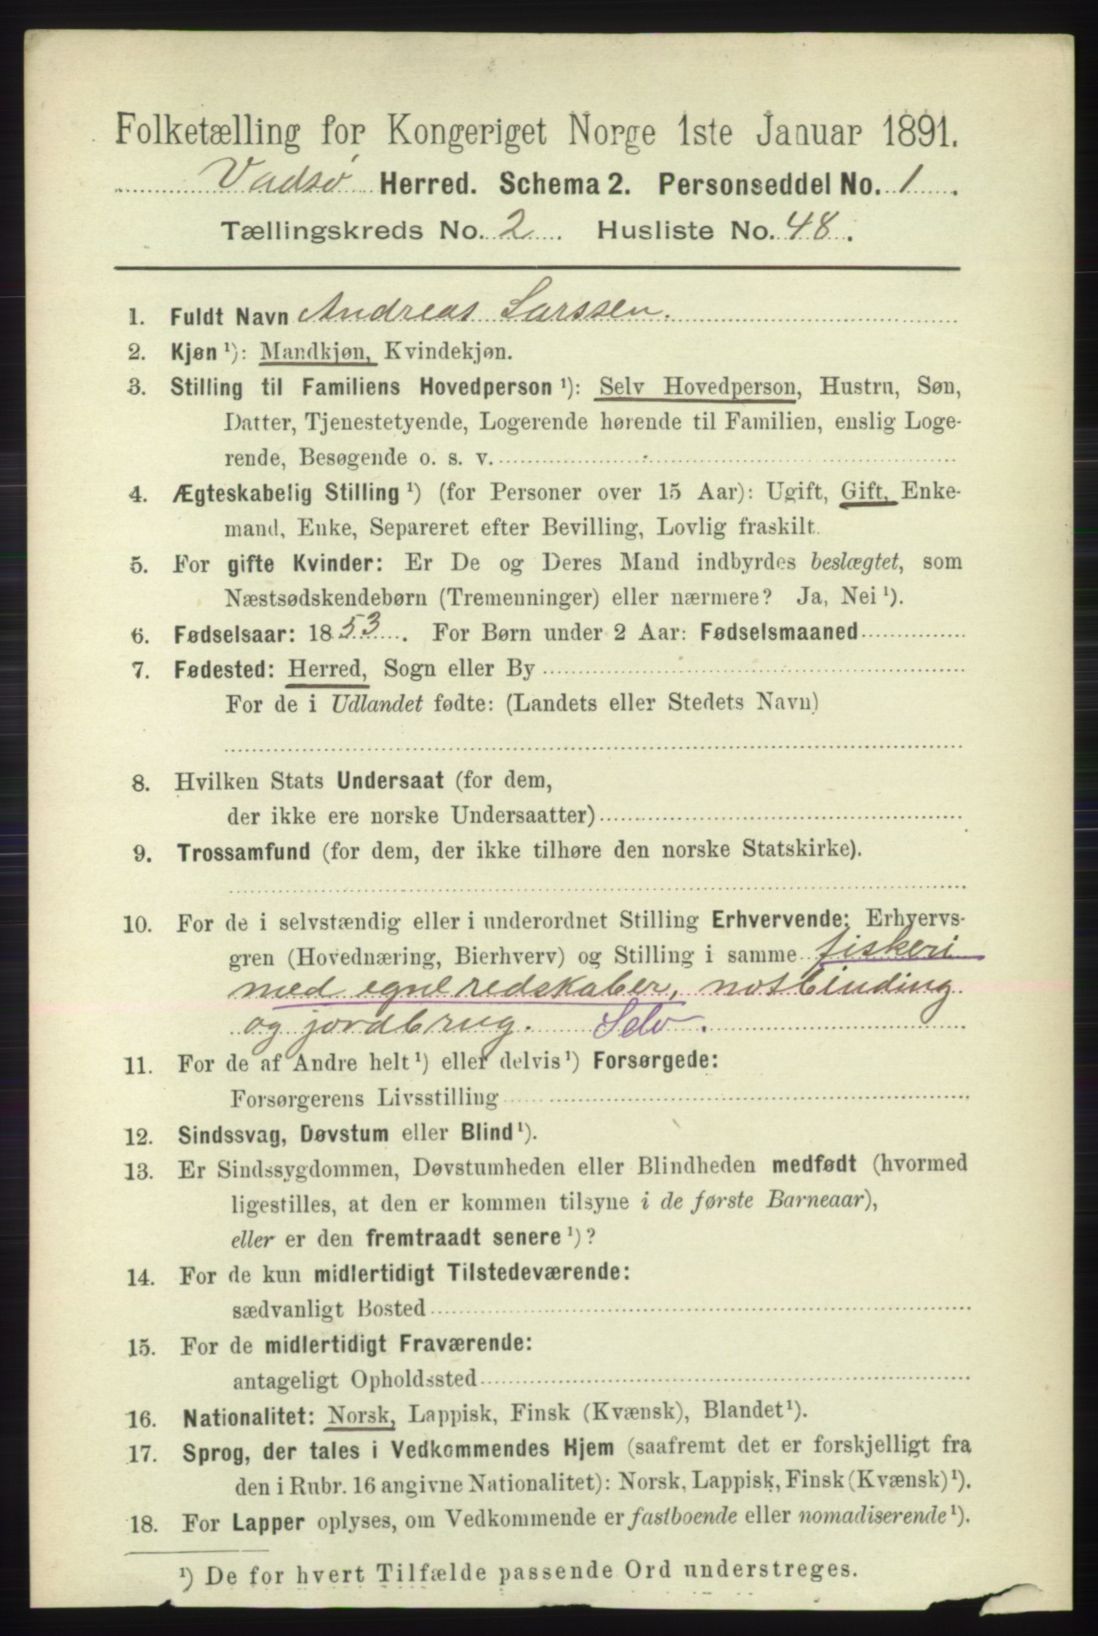 Folketælling for Kongeriget Norge 1ste Januar 1891.
Vadsø Herred. Schema 2. Personseddel No. 1.
Tællingskreds No. 2. Husliste No. 48.
1. Fuldt Navn Andreas Larssen.
2. Kjøn ¹): Mandkjøn, Kvindekjøn.
3. Stilling til Familiens Hovedperson ¹): Selv Hovedperson, Hustru, Søn,
Datter, Tjenestetyende, Logerende hørende til Familien, enslig Loge-
rende, Besøgende o. s. v.
4. Ægteskabelig Stilling ¹) (for Personer over 15 Aar): Ugift, Gift, Enke-
mand, Enke, Separeret efter Bevilling, Lovlig fraskilt.
5. For gifte Kvinder: Er De og Deres Mand indbyrdes beslægtet, som
Næstsødskendebørn (Tremenninger) eller nærmere? Ja, Nei ¹).
6. Fødselsaar: 1853. For Børn under 2 Aar: Fødselsmaaned
7. Fødested: Herred, Sogn eller By
For de i Udlandet fødte: (Landets eller Stedets Navn)
8. Hvilken Stats Undersaat (for dem,
der ikke ere norske Undersaatter)
9. Trossamfund (for dem, der ikke tilhøre den norske Statskirke).
10. For de i selvstændig eller i underordnet Stilling Erhvervende: Erhvervs-
gren (Hovednæring, Bierhverv) og Stilling i samme fiskeri
med egne redskaber, notbinding
og jordbrug. Selv.
11. For de af Andre helt ¹) eller delvis ¹) Forsørgede:
Forsørgerens Livsstilling
12. Sindssvag, Døvstum eller Blind ¹).
13. Er Sindssygdommen, Døvstumheden eller Blindheden medfødt (hvormed
ligestilles, at den er kommen tilsyne i de første Barneaar),
eller er den fremtraadt senere ¹)?
14. For de kun midlertidigt Tilstedeværende:
sædvanligt Bosted
15. For de midlertidigt Fraværende:
antageligt Opholdssted
16. Nationalitet: Norsk, Lappisk, Finsk (Kvænsk), Blandet ¹).
17. Sprog, der tales i Vedkommendes Hjem (saafremt det er forskjelligt fra
den i Rubr. 16 angivne Nationalitet): Norsk, Lappisk, Finsk (Kvænsk) ¹).
18. For Lapper oplyses, om Vedkommende er fastboende eller nomadiserende ¹).
¹) De for hvert Tilfælde passende Ord understreges.